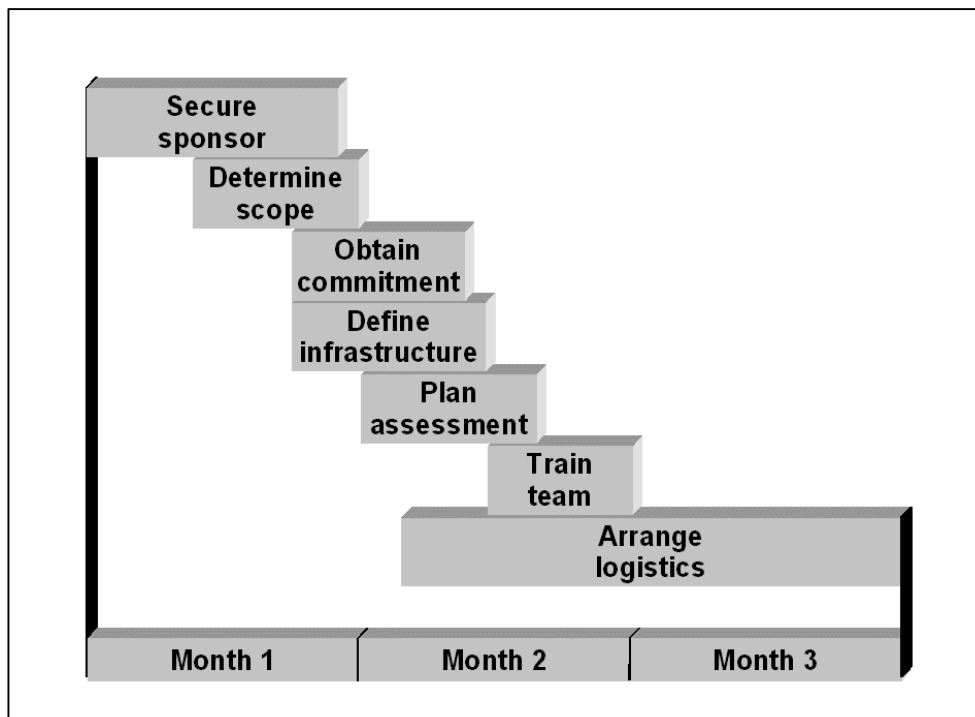 Secure
sponsor
Determine
scope
Obtain
commitment
Define
infrastructure
Plan
assessment
Train
team
Arrange
logistics
Month 1
Month 2
Month 3